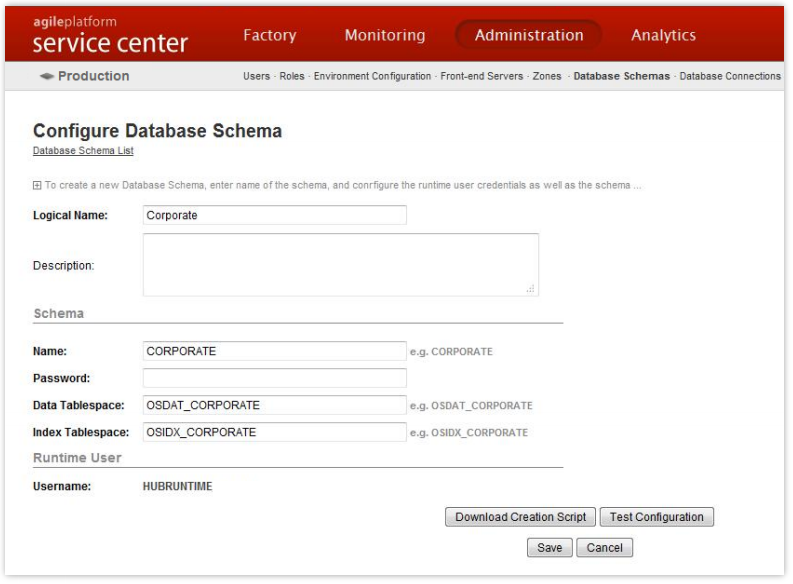 agileplatform
service center
Factory Monitoring Administration Analytics
Production
Users · Roles · Environment Configuration · Front-end Servers · Zones · Database Schemas · Database Connections
Configure Database Schema
Database Schema List
To create a new Database Schema, enter name of the schema, and conrfigure the runtime user credentials as well as the schema ...
Logical Name: Corporate
Description:
Schema
Name: CORPORATE e.g. CORPORATE
Password:
Data Tablespace: OSDAT_CORPORATE e.g. OSDAT_CORPORATE
Index Tablespace: OSIDX_CORPORATE e.g. OSIDX_CORPORATE
Runtime User
Username: HUBRUNTIME
Download Creation Script Test Configuration
Save Cancel